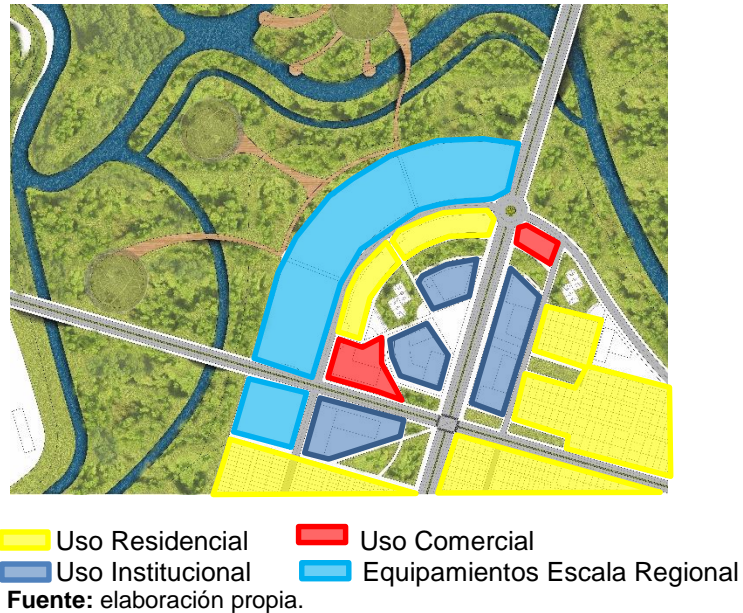 Uso Residencial Uso Comercial
Uso Institucional Equipamientos Escala Regional
Fuente: elaboración propia.